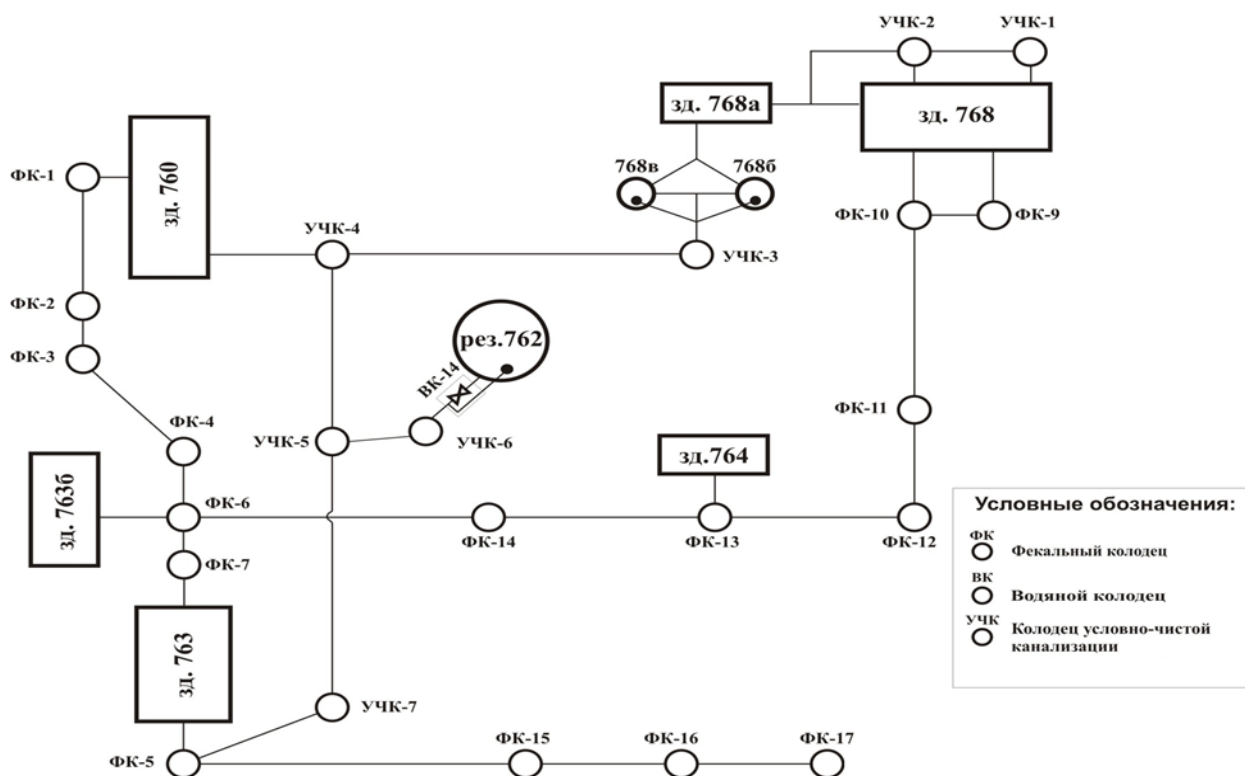 УЧК-2
УЧК-1
зд. 768а
зд. 768
ФК-1
зд. 760
768в
768б
ФК-10
ФК-9
УЧК-4
УЧК-3
ФК-2
рез.762
ФК-3
ВК-14
ФК-11
ФК-4
УЧК-5
УЧК-6
зд.764
зд. 763б
ФК-6
ФК-14
ФК-13
ФК-12
ФК-7
Условные обозначения:
ФК
Фекальный колодец
ВК
Водяной колодец
УЧК
Колодец условно-чистой
канализации
зд. 763
УЧК-7
ФК-15
ФК-16
ФК-17
ФК-5